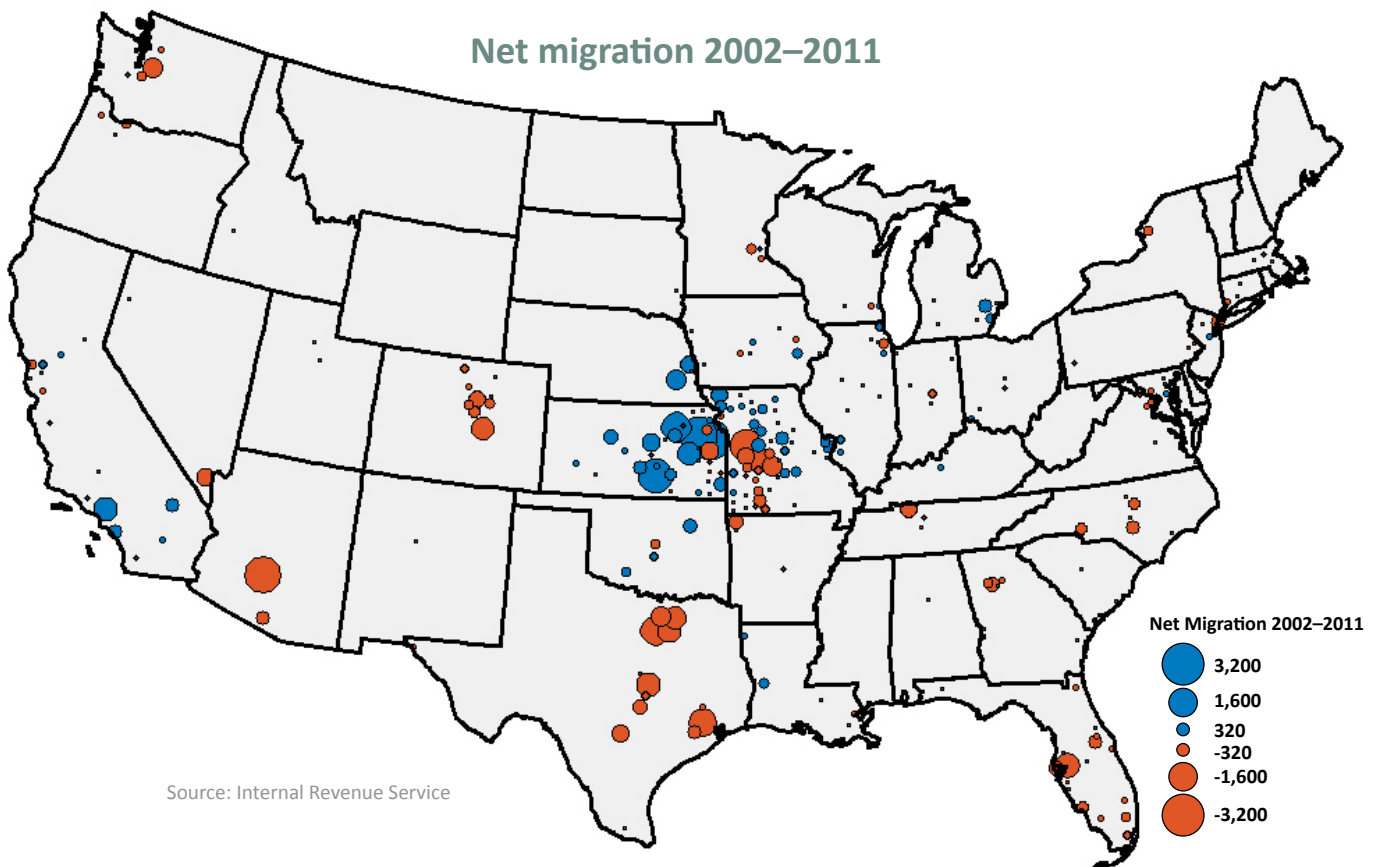 Net migration 2002–2011
Net Migration 2002–2011
3,200
1,600
320
-320
-1,600
-3,200
Source: Internal Revenue Service